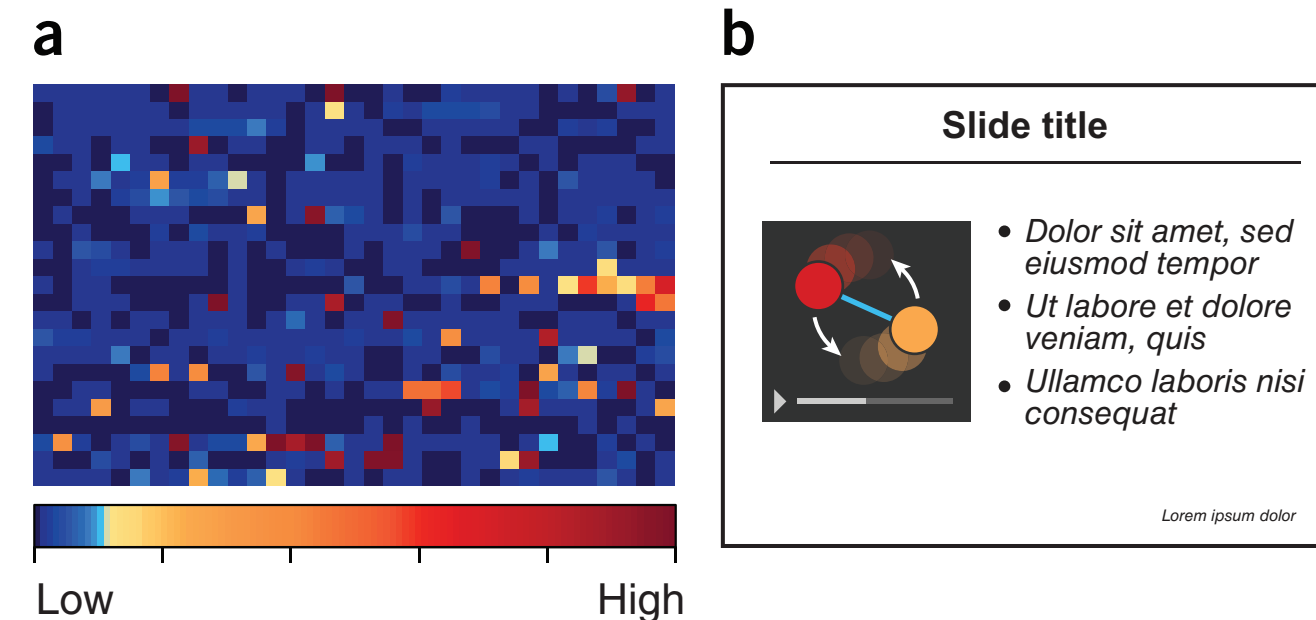 a
Low
High
b
Slide title
• Dolor sit amet, sed
eiusmod tempor
• Ut labore et dolore
veniam, quis
• Ullamco laboris nisi
consequat
Lorem ipsum dolor